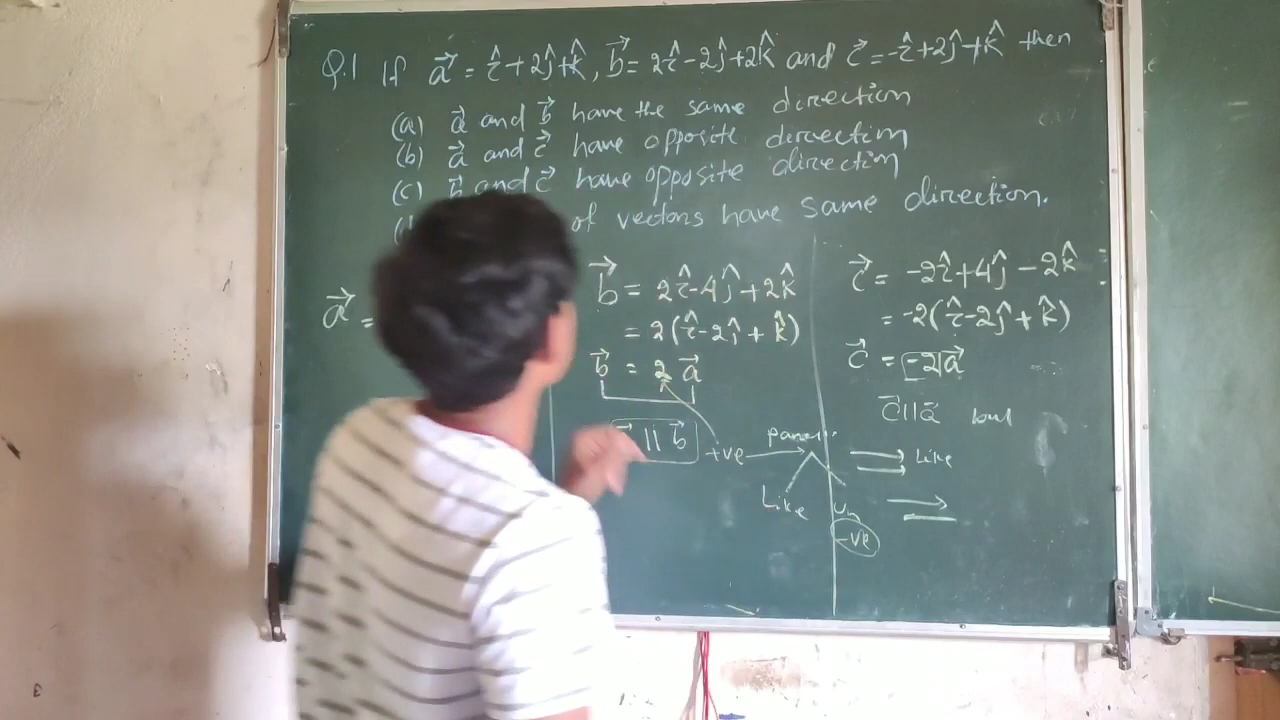 Q.1 If a⃗ = î+2ĵ+k̂, b⃗ = 2î-2ĵ+2k̂ and c⃗ = -î+2ĵ+k̂ then
(a) a⃗ and b⃗ have the same direction
(b) a⃗ and c⃗ have opposite direction
(c) b⃗ and c⃗ have opposite direction
of vectors have same direction.
a⃗ =
b⃗ = 2î-4ĵ+2k̂
= 2(î-2ĵ+k̂)
b⃗ = 2a⃗
|| b⃗
+ve
Like
c⃗ = -2î+4ĵ-2k̂
= -2(î-2ĵ+k̂)
c⃗ = -2a⃗
c⃗ || a⃗ but
Like
Un
-ve